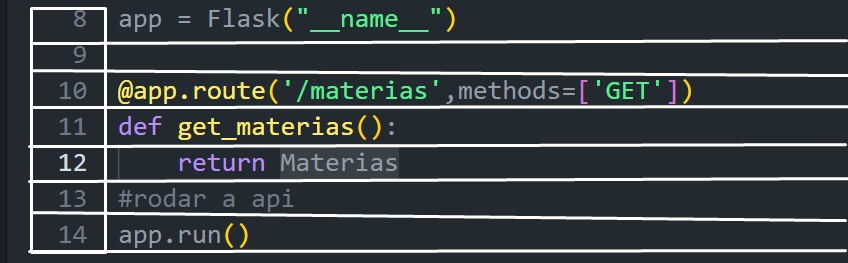 8 app = Flask("__name__")
9
10 @app.route('/materias',methods=['GET'])
11 def get_materias():
12     return Materias
13 #rodar a api
14 app.run()